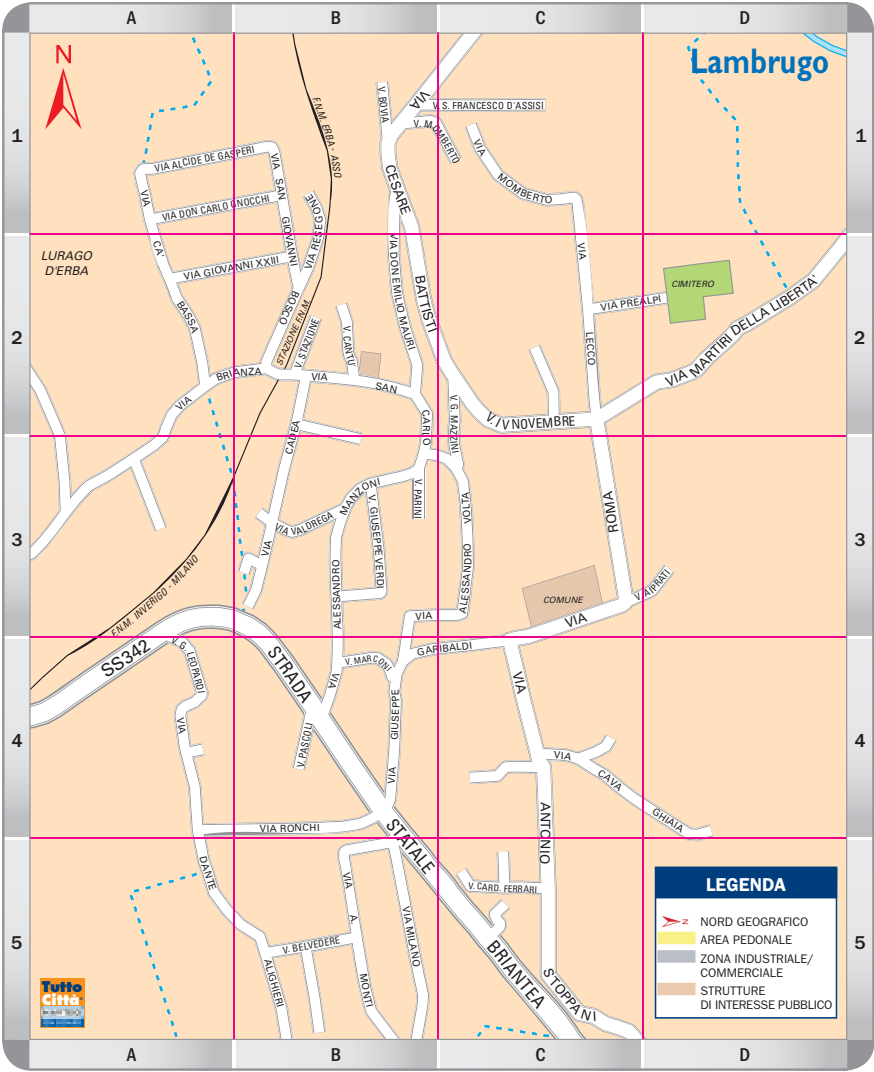 A B C D
Lambrugo
N
1 1
F.N.M. ERBA - ASSO
V. BOVIA
VIA
V. S. FRANCESCO D'ASSISI
V. MOMBERTO
VIA
MOMBERTO
VIA ALCIDE DE GASPERI
VIA SAN GIOVANNI BOSCO
VIA DON CARLO GNOCCHI
VIA RESEGONE
CESARE
BATTISTI
VIA CA' BASSA
VIA GIOVANNI XXIII
LURAGO
D'ERBA
VIA DON EMILIO MAURI
VIA
LECCO
VIA PREALPI
CIMITERO
VIA MARTIRI DELLA LIBERTA'
2 2
STAZIONE F.N.M.
V. STAZIONE
V. CANTU'
VIA BRIANZA
VIA SAN CARLO
V. G. MAZZINI
V. IV NOVEMBRE
VIA CADEA
VIA VALDREGA
MANZONI
V. PARINI
V. GIUSEPPE VERDI
ALESSANDRO
VIA
VIA
ALESSANDRO
VOLTA
ROMA
VIA
COMUNE
V. AIPRATI
3 3
F.N.M. INVERIGO - MILANO
SS342
STRADA
STATALE
BRIANTEA
V. G. LEOPARDI
V. MARCONI
GARIBALDI
GIUSEPPE
VIA
V. PASCOLI
VIA
DANTE
ALIGHIERI
VIA
ANTONIO
STOPPANI
VIA CAVA GHIAIA
4 4
VIA RONCHI
V. CARD. FERRARI
VIA A. MONTI
VIA MILANO
V. BELVEDERE
5 5
LEGENDA
Z NORD GEOGRAFICO
AREA PEDONALE
ZONA INDUSTRIALE/
COMMERCIALE
STRUTTURE
DI INTERESSE PUBBLICO
Tutto
Città
A B C D